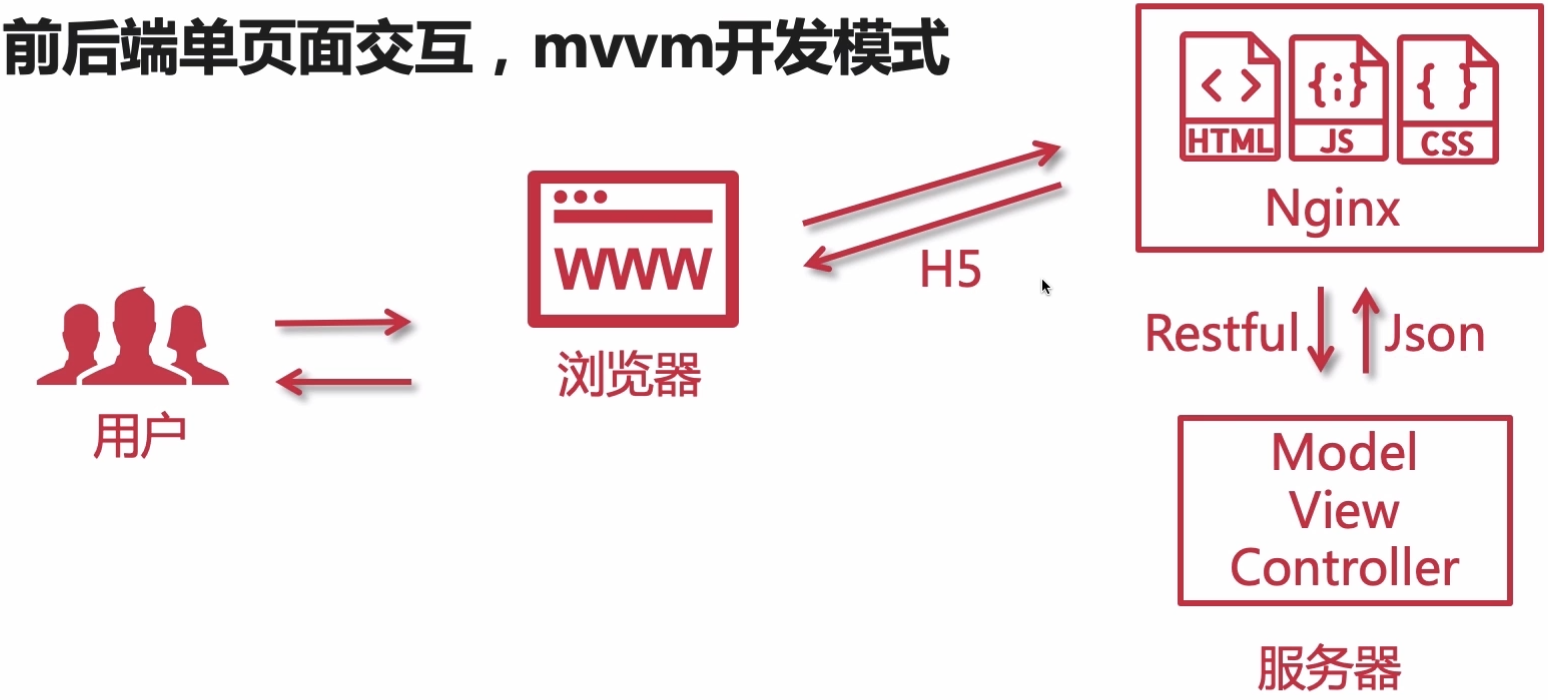 前后端单页面交互，mvvm开发模式
HTML
JS
CSS
Nginx
WWW
浏览器
H5
用户
Restful
Json
Model
View
Controller
服务器